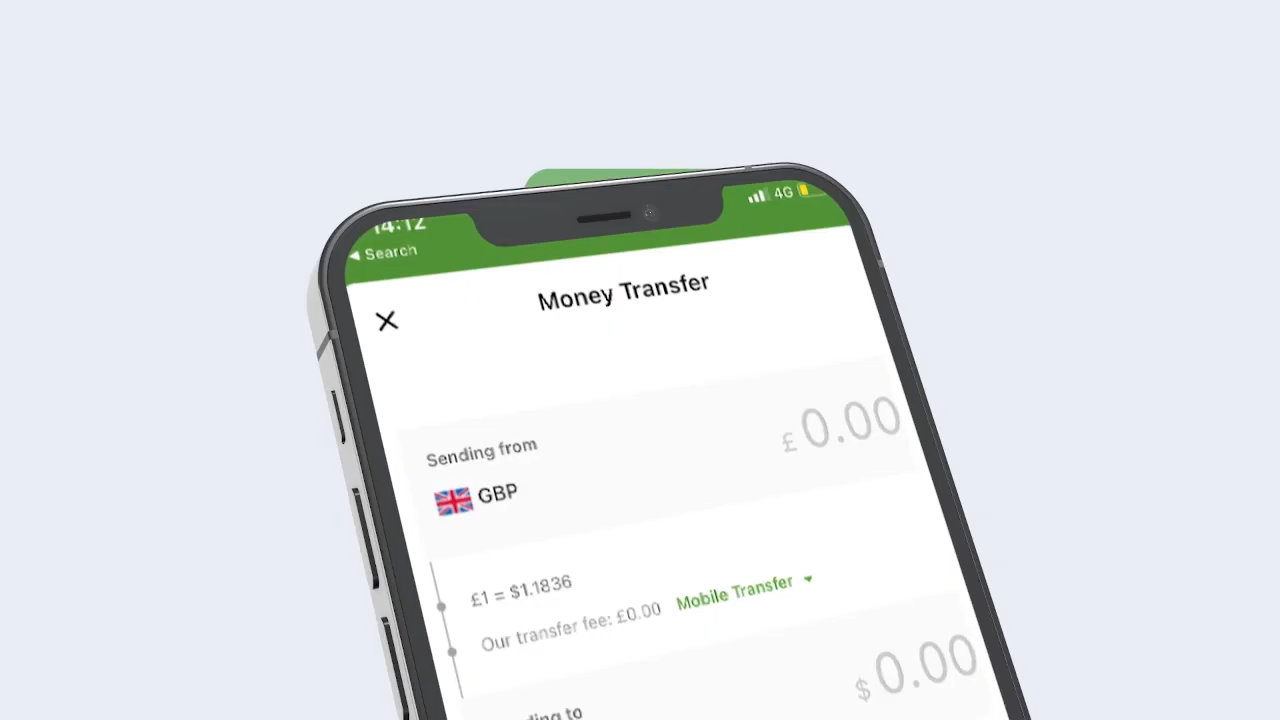 14:12
4G
◀ Search
Money Transfer
Sending from
£ 0.00
GBP
£1 = $1.1836
Our transfer fee: £0.00 Mobile Transfer
$ 0.00
to